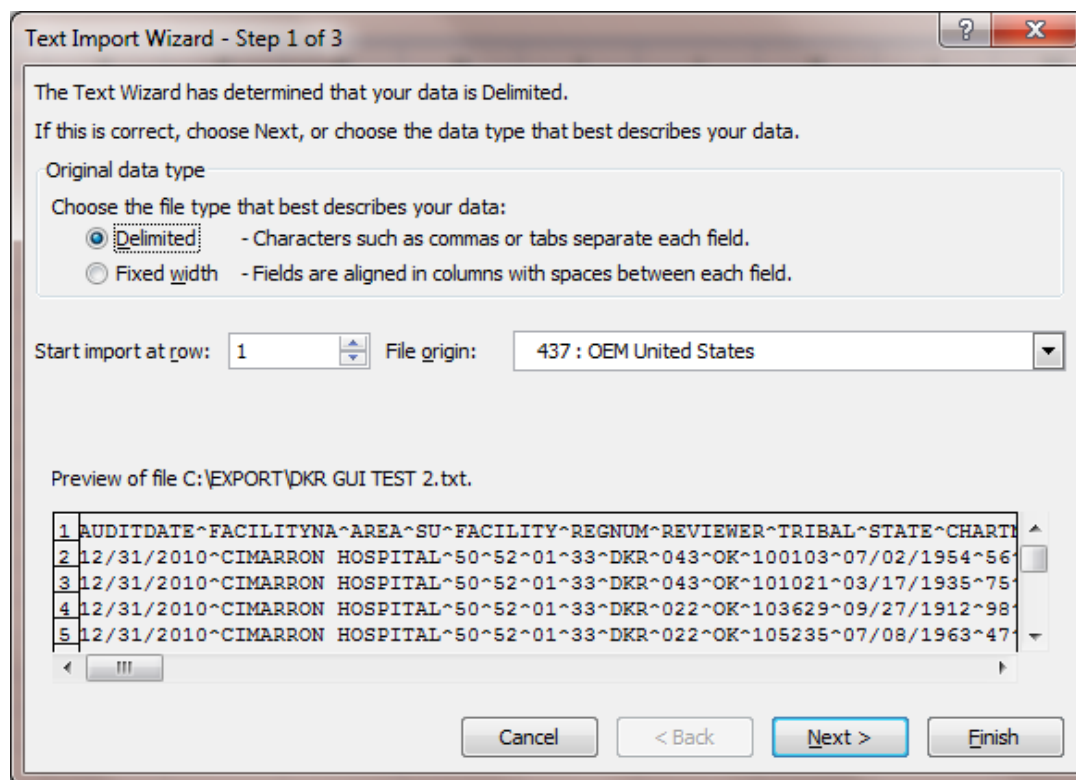 Text Import Wizard - Step 1 of 3
?
X
The Text Wizard has determined that your data is Delimited.
If this is correct, choose Next, or choose the data type that best describes your data.
Original data type
Choose the file type that best describes your data:
Delimited - Characters such as commas or tabs separate each field.
Fixed width - Fields are aligned in columns with spaces between each field.
Start import at row: 1 File origin: 437 : OEM United States
Preview of file C:\EXPORT\DKR GUI TEST 2.txt.
1 AUDITDATE^FACILITYNA^AREA^SU^FACILITY^REGNUM^REVIEWER^TRIBAL^STATE^CHARTN
2 12/31/2010^CIMARRON HOSPITAL^50^52^01^33^DKR^043^OK^100103^07/02/1954^56^
3 12/31/2010^CIMARRON HOSPITAL^50^52^01^33^DKR^043^OK^101021^03/17/1935^75^
4 12/31/2010^CIMARRON HOSPITAL^50^52^01^33^DKR^022^OK^103629^09/27/1912^98^
5 12/31/2010^CIMARRON HOSPITAL^50^52^01^33^DKR^022^OK^105235^07/08/1963^47^
Cancel < Back Next > Finish